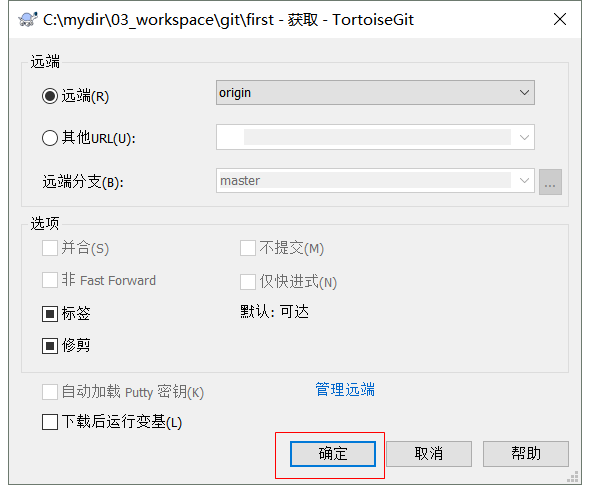 C:\mydir\03_workspace\git\first - 获取 - TortoiseGit
远端
远端(R)
origin
其他URL(U):
远端分支(B):
master
...
选项
并合(S)
不提交(M)
非 Fast Forward
仅快进式(N)
标签
默认: 可达
修剪
自动加载 Putty 密钥(K)
管理远端
下载后运行变基(L)
确定
取消
帮助